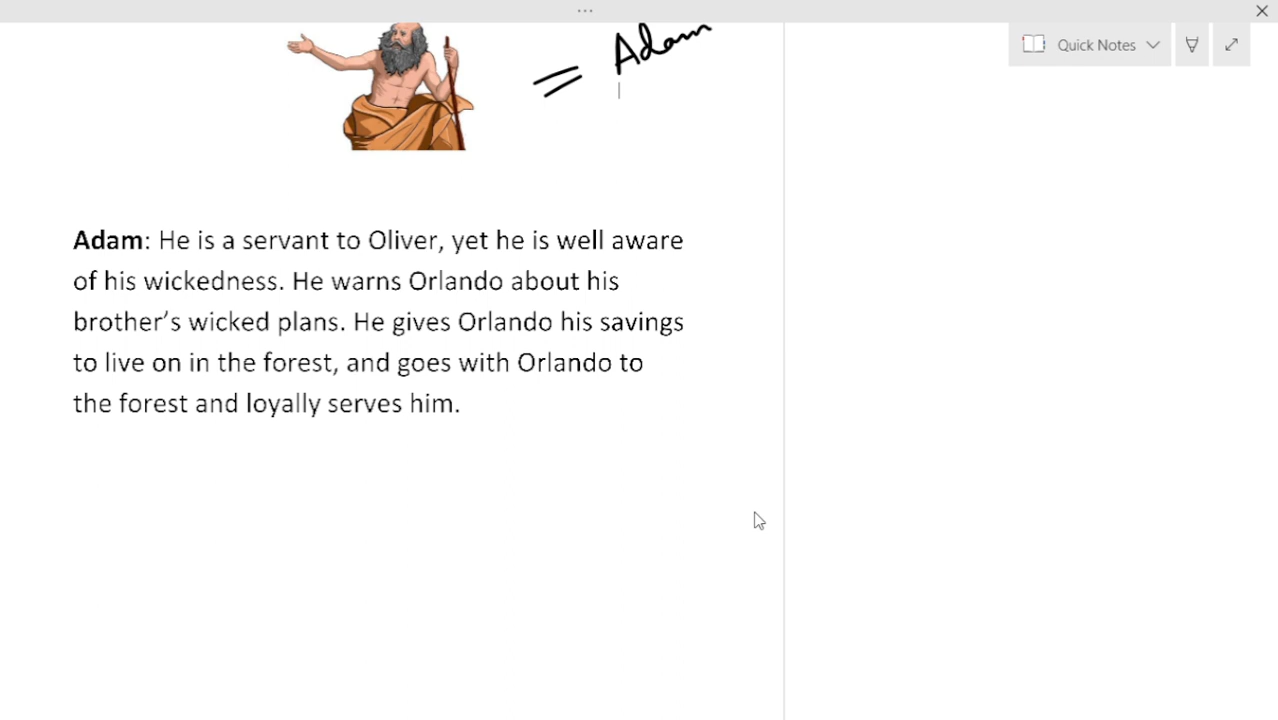 Quick Notes
= Adam
Adam: He is a servant to Oliver, yet he is well aware
of his wickedness. He warns Orlando about his
brother’s wicked plans. He gives Orlando his savings
to live on in the forest, and goes with Orlando to
the forest and loyally serves him.